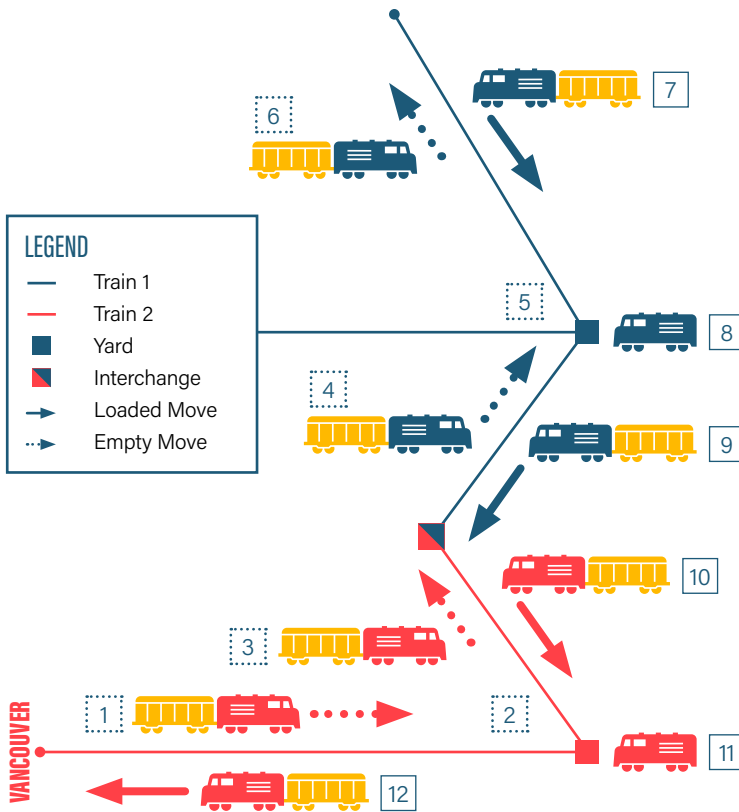 7
6
LEGEND
Train 1
Train 2
Yard
Interchange
Loaded Move
Empty Move
5
8
4
9
10
3
1
2
VANCOUVER
11
12